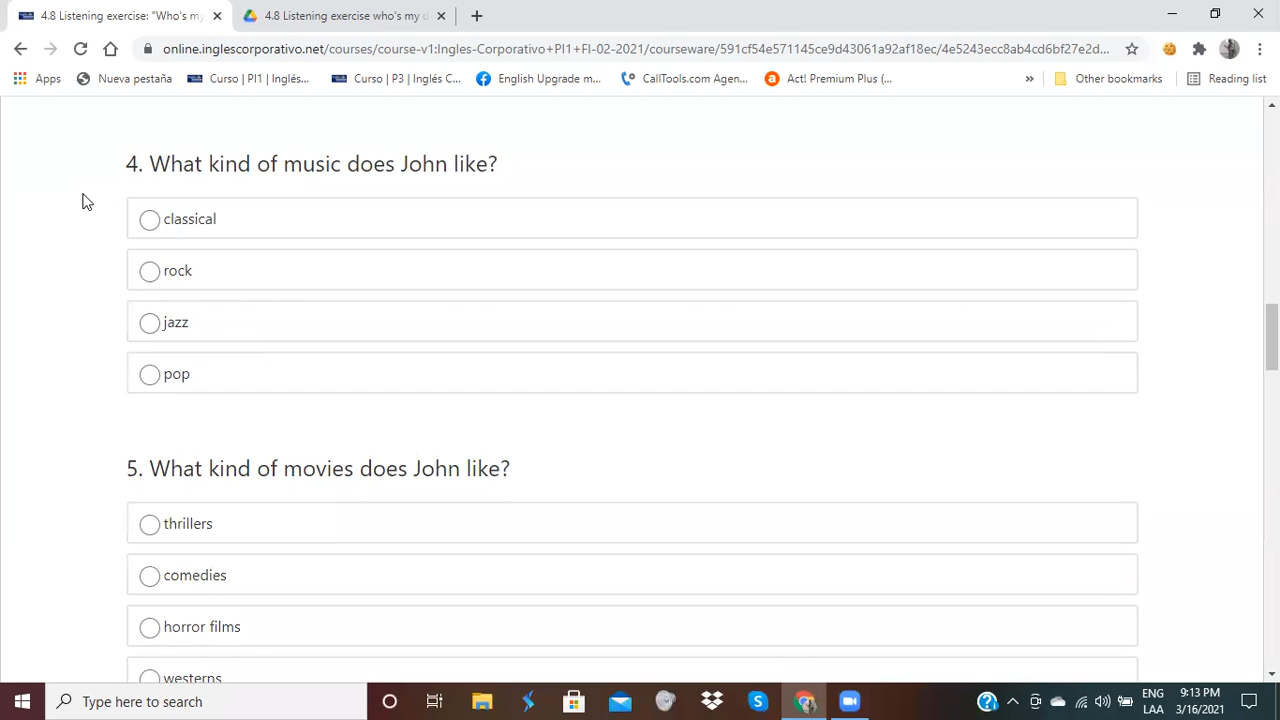 4.8 Listening exercise: "Who's my
4.8 Listening exercise who's my d
online.inglescorporativo.net/courses/course-v1:Ingles-Corporativo+PI1+FI-02-2021/courseware/591cf54e571145ce9d43061a92af18ec/4e5243ecc8ab4cd6bf27e2d...
Apps Nueva pestaña Curso | PI1 | Inglés... Curso | P3 | Inglés C... English Upgrade m... CallTools.com Agen... Act! Premium Plus (... » Other bookmarks Reading list
4. What kind of music does John like?
classical
rock
jazz
pop
5. What kind of movies does John like?
thrillers
comedies
horror films
westerns
Type here to search
ENG 9:13 PM
LAA 3/16/2021